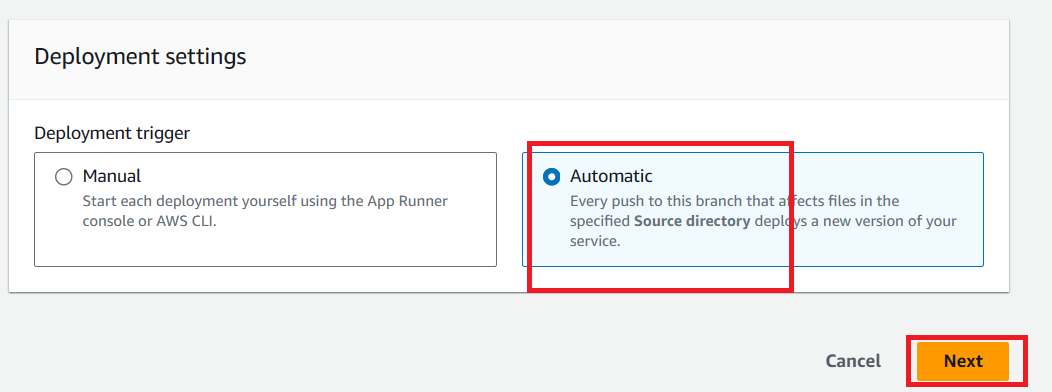 Deployment settings
Deployment trigger
Manual
Start each deployment yourself using the App Runner
console or AWS CLI.
Automatic
Every push to this branch that affects files in the
specified Source directory deploys a new version of your
service.
Cancel
Next